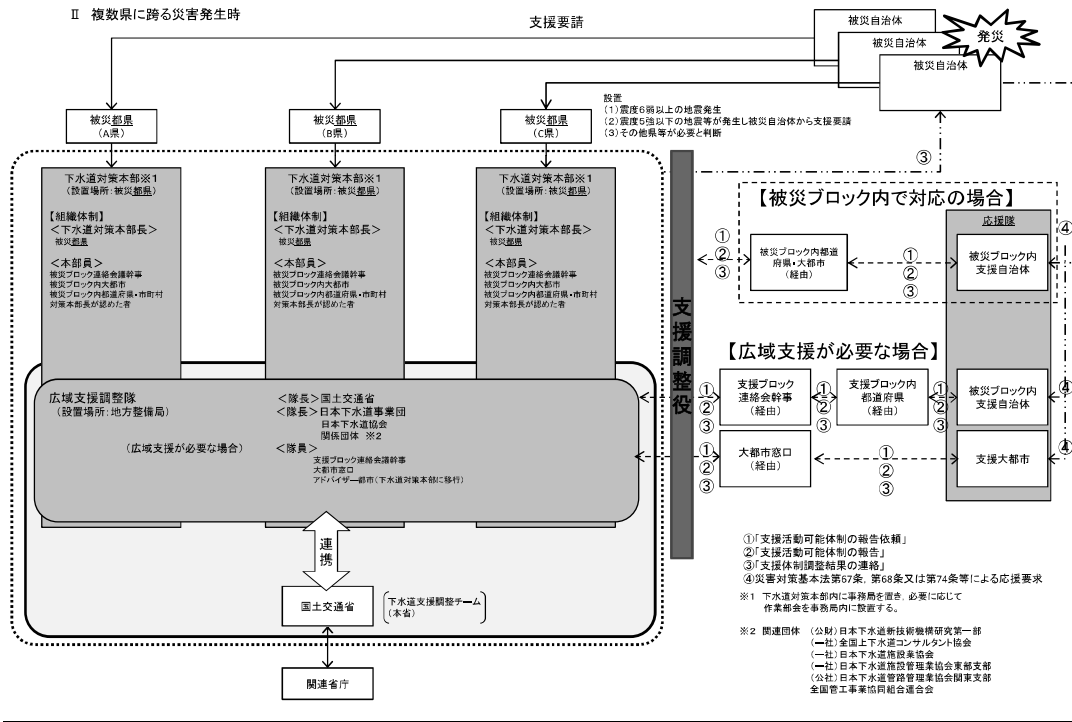 Ⅱ 複数県に跨る災害発生時
支援要請
被災自治体
被災自治体
被災自治体
発災
設置
(1)震度6弱以上の地震発生
(2)震度5強以下の地震等が発生し被災自治体から支援要請
(3)その他県等が必要と判断
被災都県
(A県)
被災都県
(B県)
被災都県
(C県)
③
下水道対策本部※1
(設置場所:被災都県)
【組織体制】
<下水道対策本部長>
被災都県
<本部員>
被災ブロック連絡会議幹事
被災ブロック内大都市
被災ブロック内都道府県・市町村
対策本部長が認めた者
下水道対策本部※1
(設置場所:被災都県)
【組織体制】
<下水道対策本部長>
被災都県
<本部員>
被災ブロック連絡会議幹事
被災ブロック内大都市
被災ブロック内都道府県・市町村
対策本部長が認めた者
下水道対策本部※1
(設置場所:被災都県)
【組織体制】
<下水道対策本部長>
被災都県
<本部員>
被災ブロック連絡会議幹事
被災ブロック内大都市
被災ブロック内都道府県・市町村
対策本部長が認めた者
支援調整役
【被災ブロック内で対応の場合】
応援隊
①
②
③
被災ブロック内都道
府県・大都市
(経由)
①
②
③
被災ブロック内
支援自治体
④
【広域支援が必要な場合】
①
②
③
支援ブロック
連絡会幹事
(経由)
①
②
③
支援ブロック内
都道府県
(経由)
①
②
③
被災ブロック内
支援自治体
④
①
②
③
大都市窓口
(経由)
①
②
③
支援大都市
④
広域支援調整隊
(設置場所:地方整備局)
(広域支援が必要な場合)
<隊長>国土交通省
<隊長>日本下水道事業団
日本下水道協会
関係団体 ※2
<隊員>
支援ブロック連絡会議幹事
大都市窓口
アドバイザー都市(下水道対策本部に移行)
連携
国土交通省
下水道支援調整チーム
(本省)
関連省庁
①「支援活動可能体制の報告依頼」
②「支援活動可能体制の報告」
③「支援体制調整結果の連絡」
④災害対策基本法第67条,第68条又は第74条等による応援要求
※1 下水道対策本部内に事務局を置き,必要に応じて
作業部会を事務局内に設置する。
※2 関連団体 (公財)日本下水道新技術機構研究第一部
(一社)全国上下水道コンサルタント協会
(一社)日本下水道施設業協会
(一社)日本下水道施設管理業協会東部支部
(公社)日本下水道管路管理業協会関東支部
全国管工事業協同組合連合会